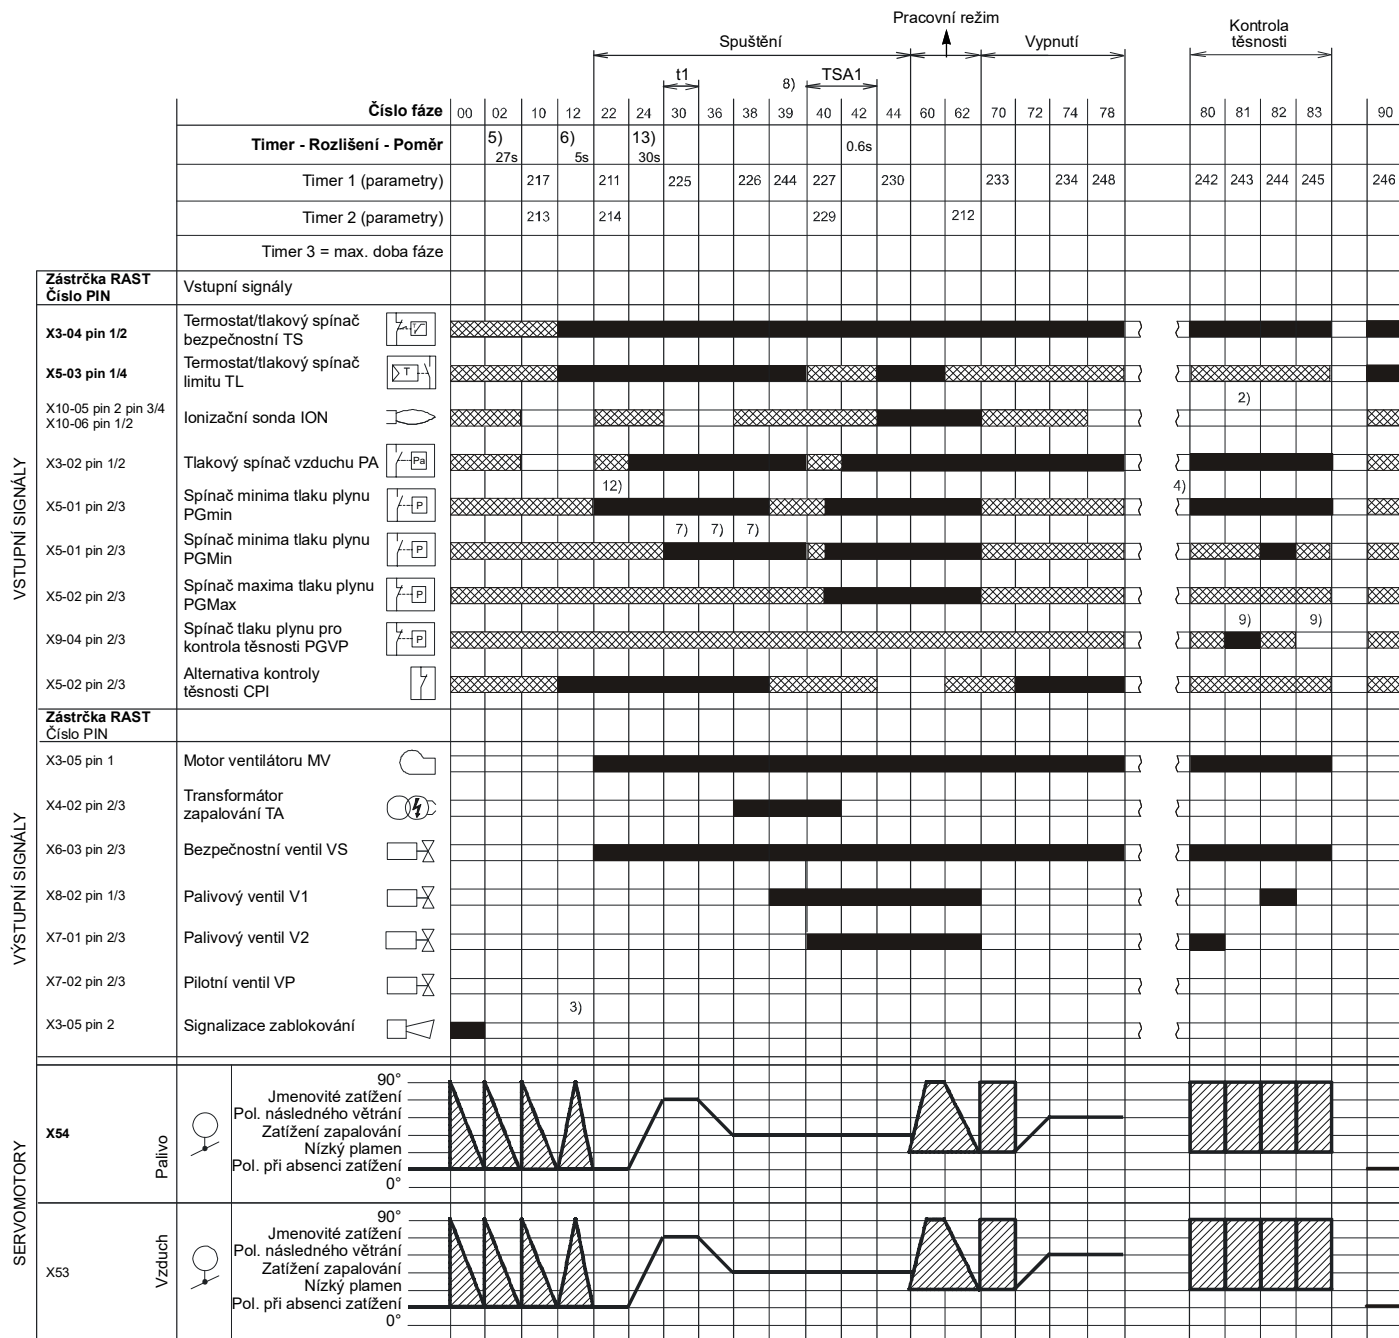 Pracovní režim
Spuštění
Vypnutí
Kontrola
těsnosti
t1
8)
TSA1
Číslo fáze 00 02 10 12 22 24 30 36 38 39 40 42 44 60 62 70 72 74 78 80 81 82 83 90
Timer - Rozlišení - Poměr 5) 27s 6) 5s 13) 30s 0.6s
Timer 1 (parametry) 217 211 225 226 244 227 230 233 234 248 242 243 244 245 246
Timer 2 (parametry) 213 214 229 212
Timer 3 = max. doba fáze
Zástrčka RAST
Číslo PIN
Vstupní signály
VSTUPNÍ SIGNÁLY
X3-04 pin 1/2
Termostat/tlakový spínač
bezpečnostní TS
X5-03 pin 1/4
Termostat/tlakový spínač
limitu TL
T
2)
X10-05 pin 2 pin 3/4
X10-06 pin 1/2
Ionizační sonda ION
X3-02 pin 1/2
Tlakový spínač vzduchu PA
Pa
12)
4)
X5-01 pin 2/3
Spínač minima tlaku plynu
PGmin
P
7) 7) 7)
X5-01 pin 2/3
Spínač minima tlaku plynu
PGMin
P
X5-02 pin 2/3
Spínač maxima tlaku plynu
PGMax
P
9) 9)
X9-04 pin 2/3
Spínač tlaku plynu pro
kontrola těsnosti PGVP
P
X5-02 pin 2/3
Alternativa kontroly
těsnosti CPI
Zástrčka RAST
Číslo PIN
VÝSTUPNÍ SIGNÁLY
X3-05 pin 1
Motor ventilátoru MV
X4-02 pin 2/3
Transformátor
zapalování TA
X6-03 pin 2/3
Bezpečnostní ventil VS
X8-02 pin 1/3
Palivový ventil V1
X7-01 pin 2/3
Palivový ventil V2
X7-02 pin 2/3
Pilotní ventil VP
3)
X3-05 pin 2
Signalizace zablokování
SERVOMOTORY
X54
Palivo
90°
Jmenovité zatížení
Pol. následného větrání
Zatížení zapalování
Nízký plamen
Pol. při absenci zatížení
0°
X53
Vzduch
90°
Jmenovité zatížení
Pol. následného větrání
Zatížení zapalování
Nízký plamen
Pol. při absenci zatížení
0°